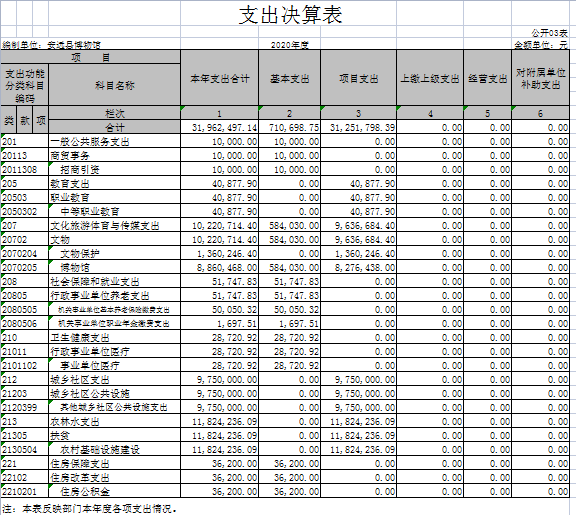 支出决算表
公开03表
编制单位：安远县博物馆 2020年度 金额单位：元
项 目 本年支出合计 基本支出 项目支出 上缴上级支出 经营支出 对附属单位补助支出
支出功能分类科目编码 科目名称
类 款 项 栏次 1 2 3 4 5 6
合计 31,962,497.14 710,698.75 31,251,798.39 0.00 0.00 0.00
201 一般公共服务支出 10,000.00 10,000.00 0.00 0.00 0.00 0.00
20113 商贸事务 10,000.00 10,000.00 0.00 0.00 0.00 0.00
2011308 招商引资 10,000.00 10,000.00 0.00 0.00 0.00 0.00
205 教育支出 40,877.90 0.00 40,877.90 0.00 0.00 0.00
20503 职业教育 40,877.90 0.00 40,877.90 0.00 0.00 0.00
2050302 中等职业教育 40,877.90 0.00 40,877.90 0.00 0.00 0.00
207 文化旅游体育与传媒支出 10,220,714.40 584,030.00 9,636,684.40 0.00 0.00 0.00
20702 文物 10,220,714.40 584,030.00 9,636,684.40 0.00 0.00 0.00
2070204 文物保护 1,360,246.40 0.00 1,360,246.40 0.00 0.00 0.00
2070205 博物馆 8,860,468.00 584,030.00 8,276,438.00 0.00 0.00 0.00
208 社会保障和就业支出 51,747.83 51,747.83 0.00 0.00 0.00 0.00
20805 行政事业单位养老支出 51,747.83 51,747.83 0.00 0.00 0.00 0.00
2080505 机关事业单位基本养老保险缴费支出 50,050.32 50,050.32 0.00 0.00 0.00 0.00
2080506 机关事业单位职业年金缴费支出 1,697.51 1,697.51 0.00 0.00 0.00 0.00
210 卫生健康支出 28,720.92 28,720.92 0.00 0.00 0.00 0.00
21011 行政事业单位医疗 28,720.92 28,720.92 0.00 0.00 0.00 0.00
2101102 事业单位医疗 28,720.92 28,720.92 0.00 0.00 0.00 0.00
212 城乡社区支出 9,750,000.00 0.00 9,750,000.00 0.00 0.00 0.00
21203 城乡社区公共设施 9,750,000.00 0.00 9,750,000.00 0.00 0.00 0.00
2120399 其他城乡社区公共设施支出 9,750,000.00 0.00 9,750,000.00 0.00 0.00 0.00
213 农林水支出 11,824,236.09 0.00 11,824,236.09 0.00 0.00 0.00
21305 扶贫 11,824,236.09 0.00 11,824,236.09 0.00 0.00 0.00
2130504 农村基础设施建设 11,824,236.09 0.00 11,824,236.09 0.00 0.00 0.00
221 住房保障支出 36,200.00 36,200.00 0.00 0.00 0.00 0.00
22102 住房改革支出 36,200.00 36,200.00 0.00 0.00 0.00 0.00
2210201 住房公积金 36,200.00 36,200.00 0.00 0.00 0.00 0.00
注：本表反映部门本年度各项支出情况。